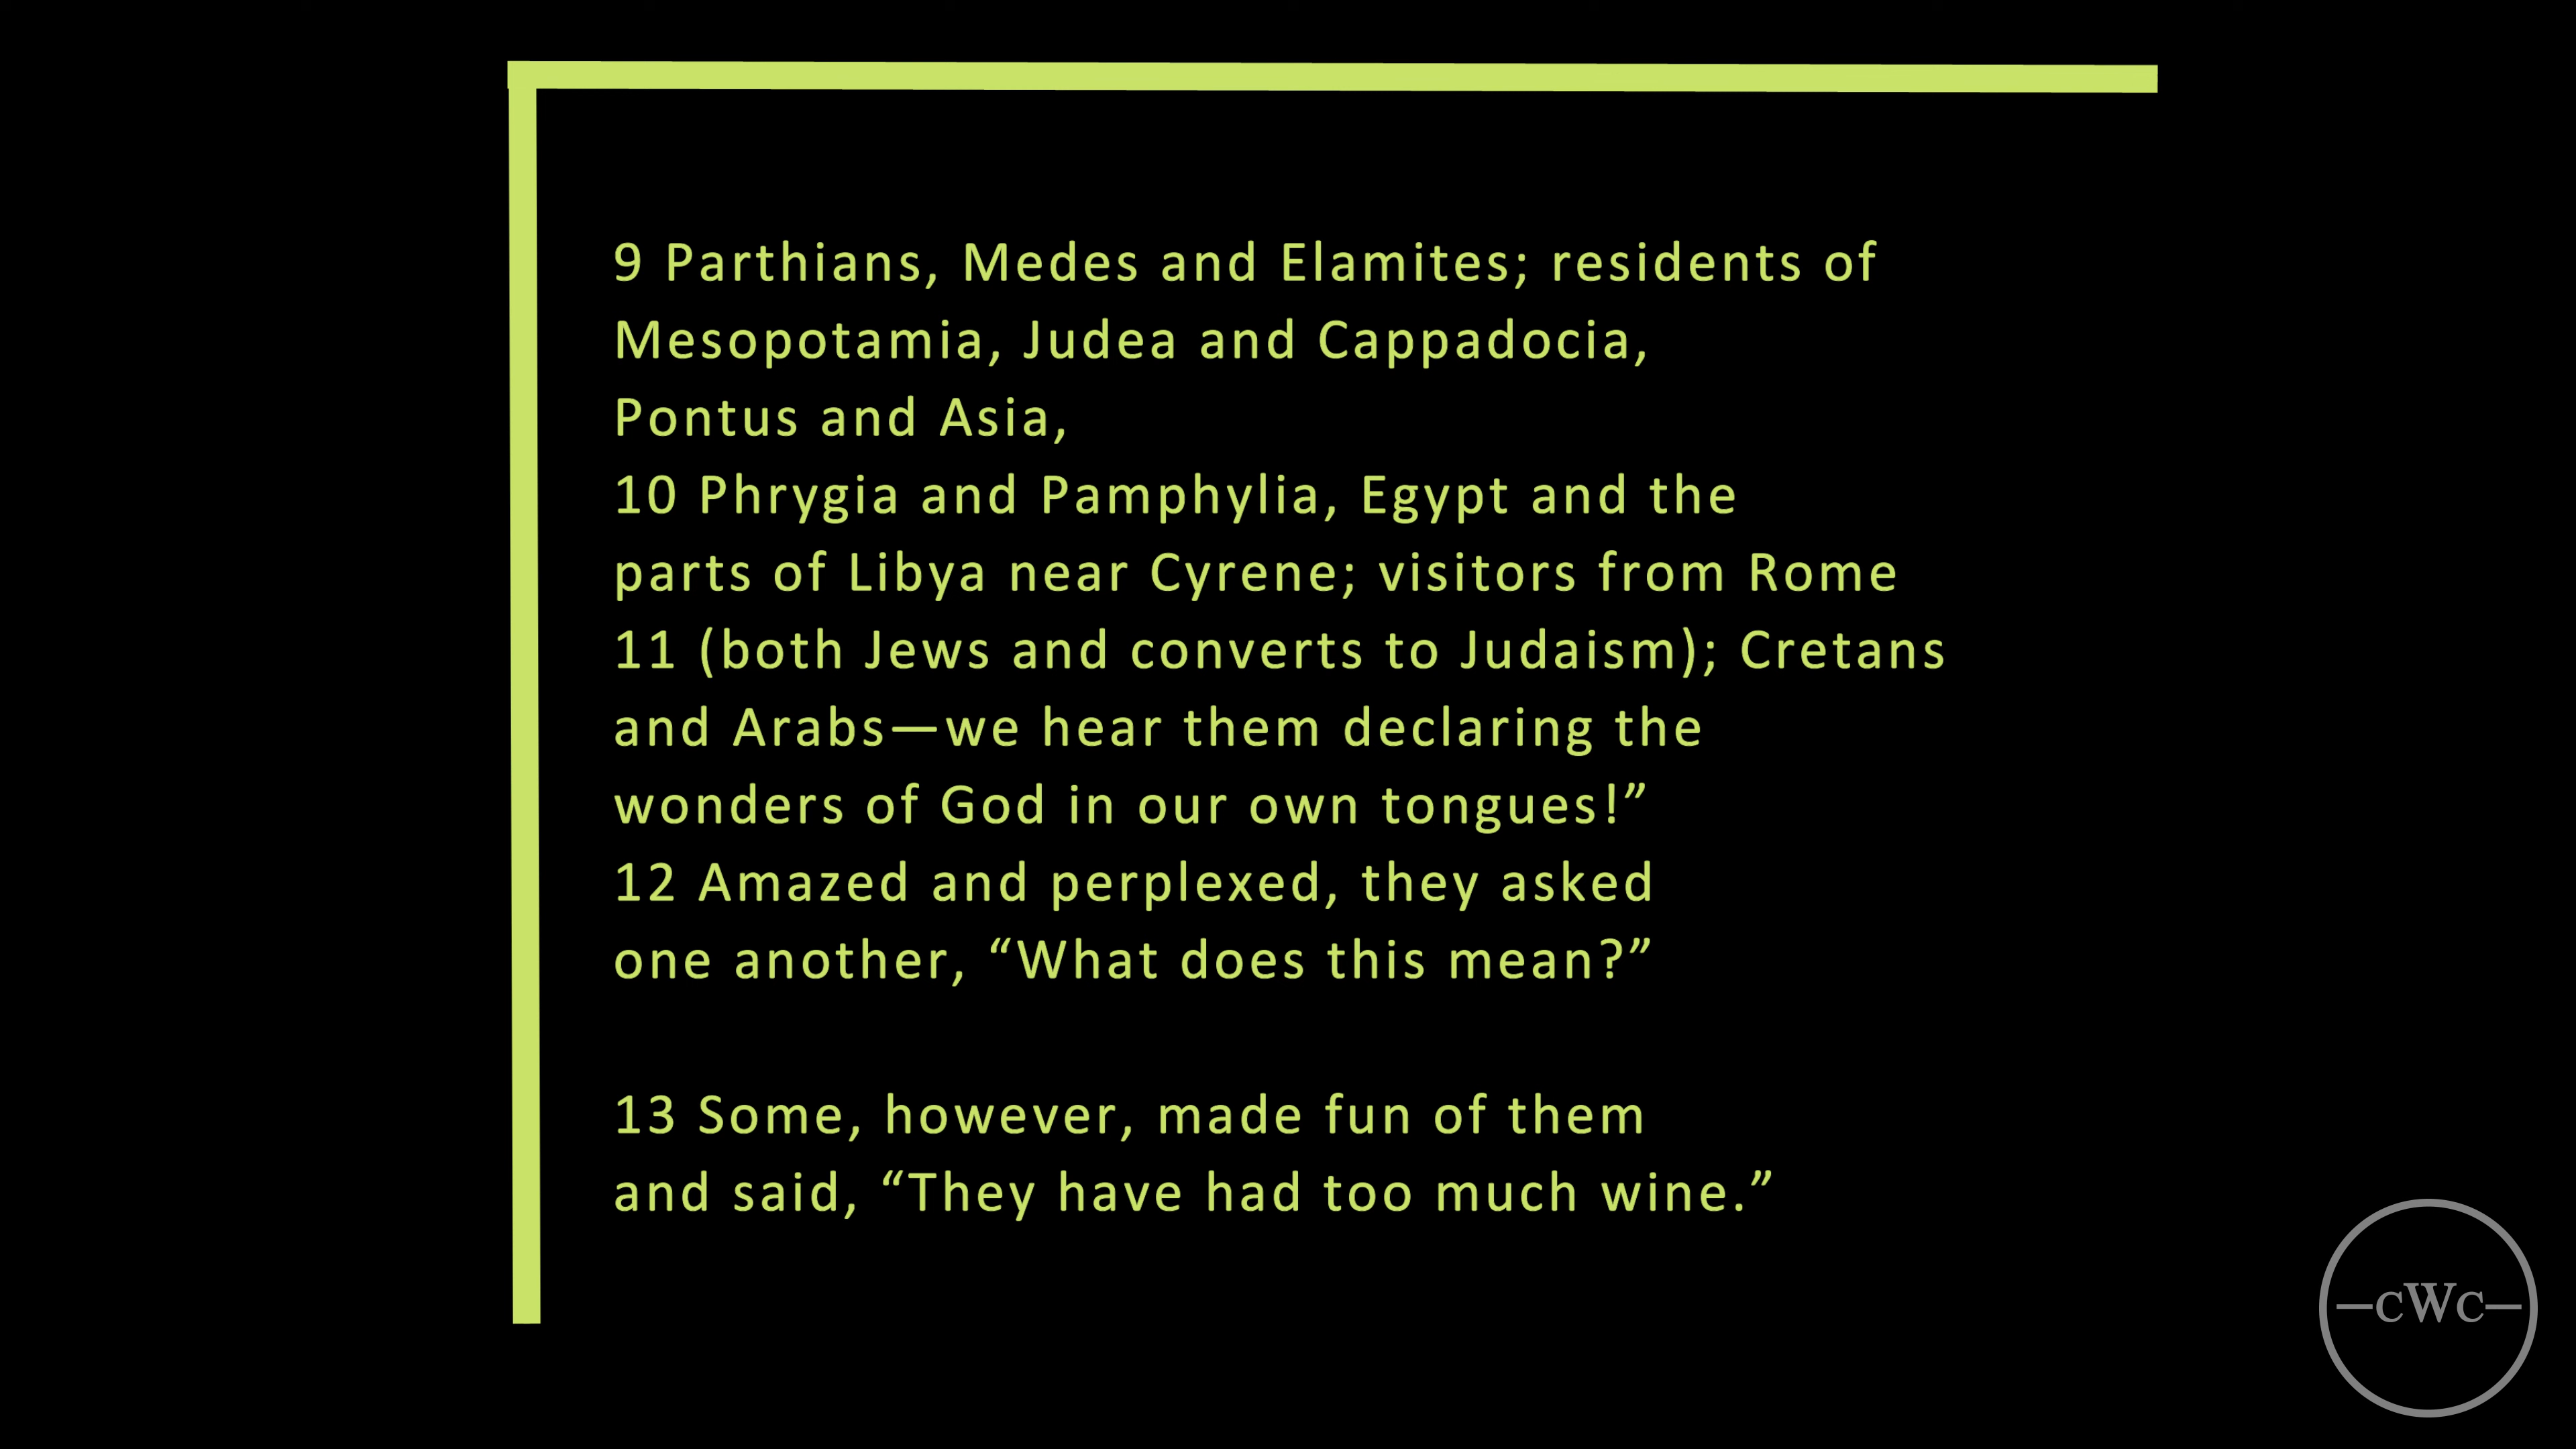 9 Parthians, Medes and Elamites; residents of
Mesopotamia, Judea and Cappadocia,
Pontus and Asia,
10 Phrygia and Pamphylia, Egypt and the
parts of Libya near Cyrene; visitors from Rome
11 (both Jews and converts to Judaism); Cretans
and Arabs—we hear them declaring the
wonders of God in our own tongues!”
12 Amazed and perplexed, they asked
one another, “What does this mean?”
13 Some, however, made fun of them
and said, “They have had too much wine.”
cWc